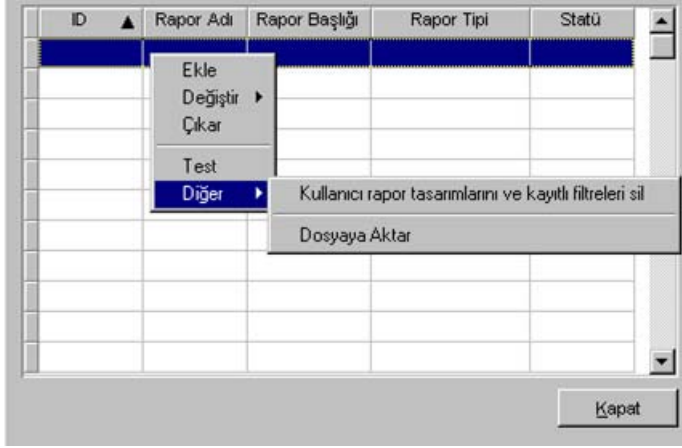 ID Rapor Adı Rapor Başlığı Rapor Tipi Statü
Ekle
Değiştir
Çıkar
Test
Diğer Kullanıcı rapor tasarımlarını ve kayıtlı filtreleri sil
Dosyaya Aktar
Kapat